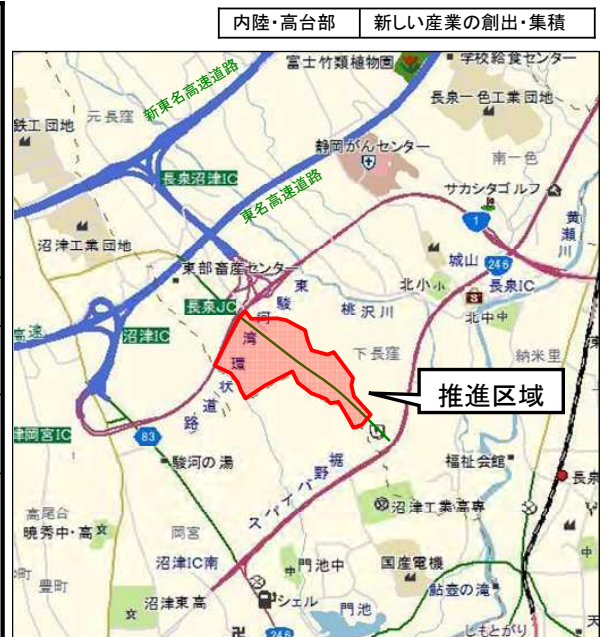 内陸・高台部 新しい産業の創出・集積
富士竹類植物園
学校給食センター
新東名高速道路
元長窪
長泉一色工業団地
鉄工団地
静岡がんセンター
南一色
長泉沼津IC
東名高速道路
サカシタゴルフ
1
黄瀬川
沼津工業団地
城山
246
東部畜産センター
長泉IC
北小
長泉JC
桃沢川
北中
高速
沼津IC
東駿河湾環状道路
下長窪
納米里
推進区域
津岡宮IC
83
駿河の湯
福祉会館
長泉
裾野バイパス
沼津工業高専
高尾台
暁秀中・高
文
岡宮
沼津IC南
門池中
国産電機
中
中
町
豊町
鮎壺の滝
文
沼津東高
シェル
門池
卍
246
しもとがり
天